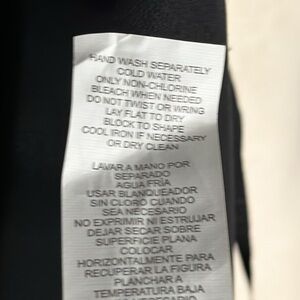 HAND WASH SEPARATELY
COLD WATER
ONLY NON-CHLORINE
BLEACH WHEN NEEDED
DO NOT TWIST OR WRING
LAY FLAT TO DRY
BLOCK TO SHAPE
COOL IRON IF NECESSARY
OR DRY CLEAN
LAVAR A MANO POR
SEPARADO
AGUA FRÍA
USAR BLANQUEADOR
SIN CLORO CUANDO
SEA NECESARIO
NO EXPRIMIR NI ESTRUJAR
DEJAR SECAR SOBRE
SUPERFICIE PLANA
COLOCAR
HORIZONTALMENTE PARA
RECUPERAR LA FIGURA
PLANCHAR A
TEMPERATURA BAJA